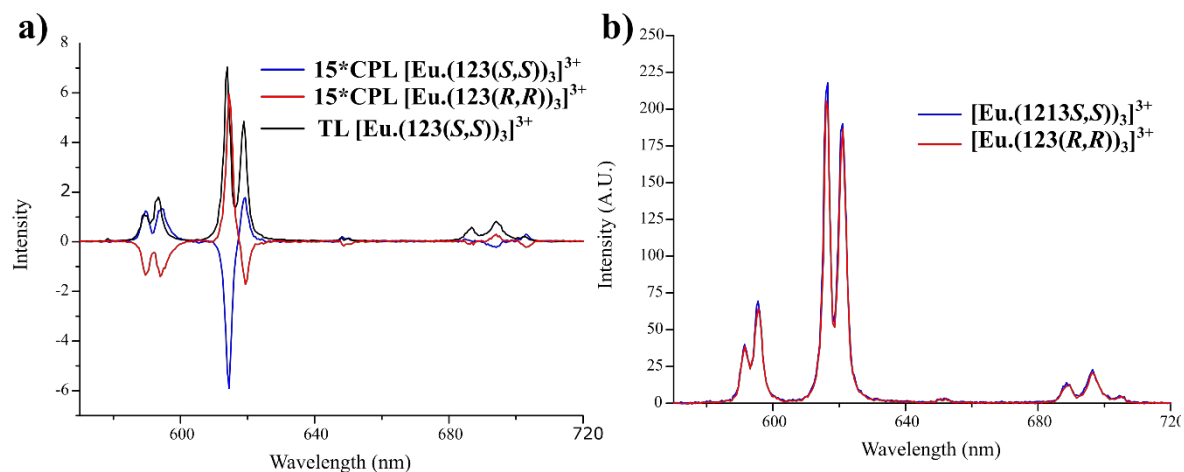 a)
8
6
4
2
0
-2
-4
-6
Intensity
15*CPL [Eu.(123(S,S))3]3+
15*CPL [Eu.(123(R,R))3]3+
TL [Eu.(123(S,S))3]3+
600
640
680
720
Wavelength (nm)
b)
250
225
200
175
150
125
100
75
50
25
0
Intensity (A.U.)
[Eu.(1213S,S))3]3+
[Eu.(123(R,R))3]3+
600
640
680
720
Wavelength (nm)